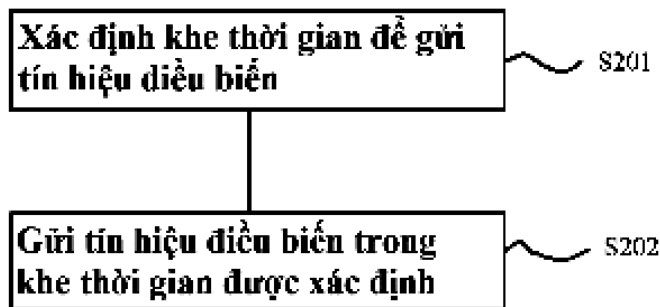 Xác định khe thời gian để gửi
tín hiệu điều biến
S201
Gửi tín hiệu điều biến trong
khe thời gian được xác định
S202